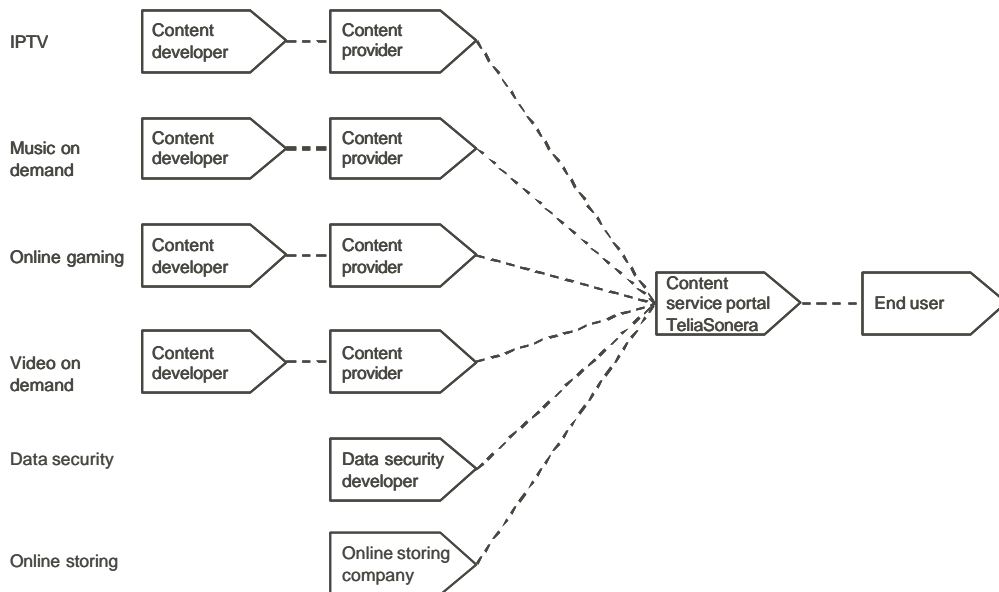 IPTV
Content
developer
Content
provider
Music on
demand
Content
developer
Content
provider
Online gaming
Content
developer
Content
provider
Content
service portal
TeliaSonera
End user
Video on
demand
Content
developer
Content
provider
Data security
Data security
developer
Online storing
Online storing
company